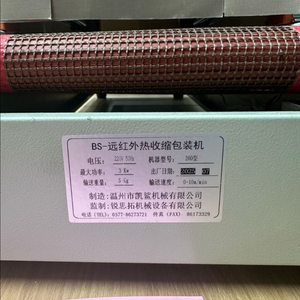 BS-远红外热收缩包装机
电压: 220V 50Hz 机器型号: 260型
最大功率: 3 Kw 出厂日期: 2020 07
输送重量: 5 Kg 输送速度: 0-10m/min
制造:温州市凯鲨机械有限公司
监制:锐思拓机械设备有限公司
电话(TEL):0577-86273721 传真(FAX): 86173329